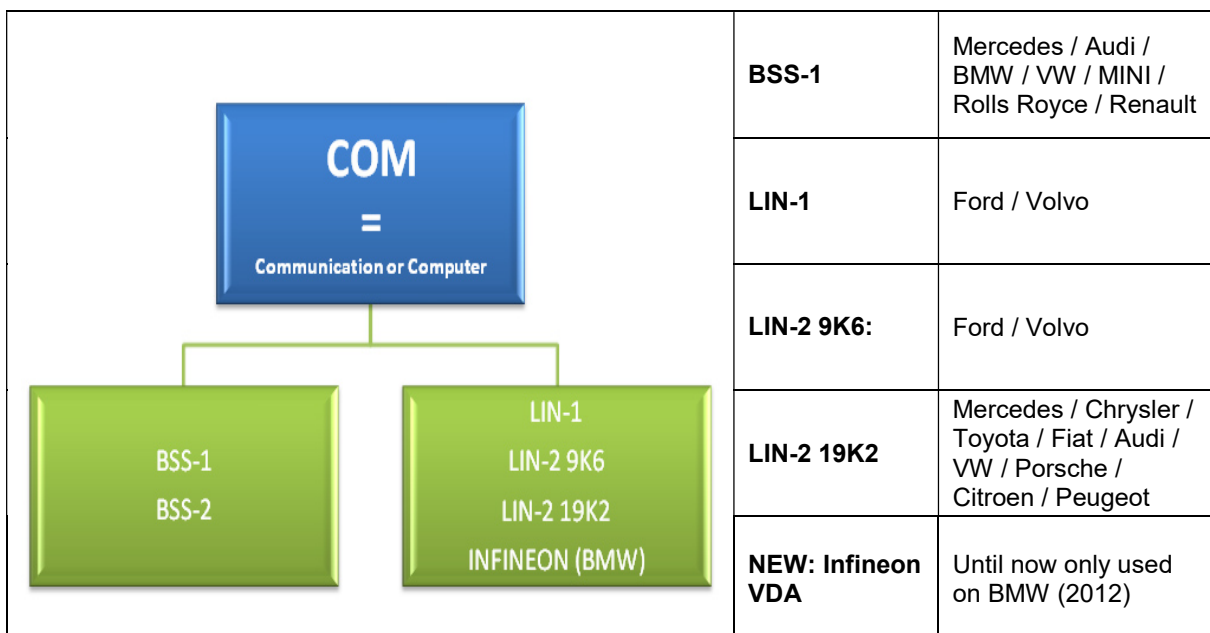 COM
=
Communication or Computer
BSS-1
BSS-2
LIN-1
LIN-2 9K6
LIN-2 19K2
INFINEON (BMW)
BSS-1
Mercedes / Audi /
BMW / VW / MINI /
Rolls Royce / Renault
LIN-1
Ford / Volvo
LIN-2 9K6:
Ford / Volvo
LIN-2 19K2
Mercedes / Chrysler /
Toyota / Fiat / Audi /
VW / Porsche /
Citroen / Peugeot
NEW: Infineon
VDA
Until now only used
on BMW (2012)